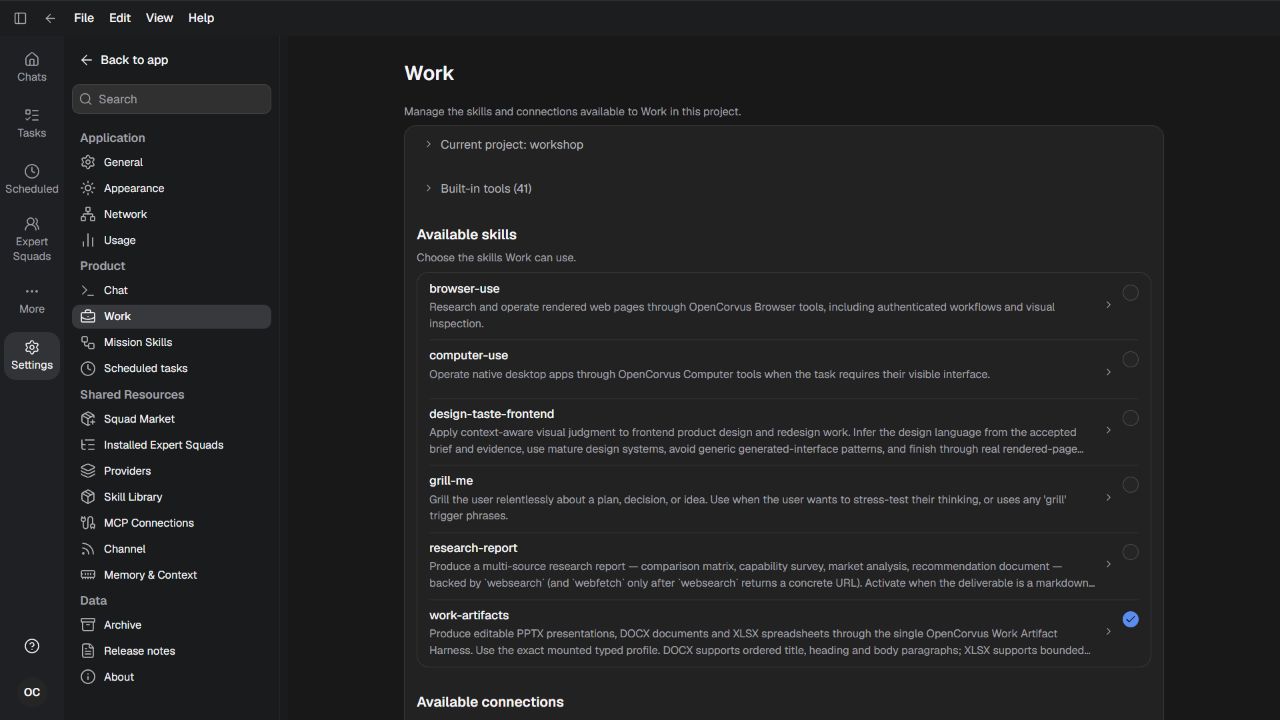 File Edit View Help
Chats
Tasks
Scheduled
Expert
Squads
More
Settings
OC
Back to app
Search
Application
General
Appearance
Network
Usage
Product
Chat
Work
Mission Skills
Scheduled tasks
Shared Resources
Squad Market
Installed Expert Squads
Providers
Skill Library
MCP Connections
Channel
Memory & Context
Data
Archive
Release notes
About
Work
Manage the skills and connections available to Work in this project.
Current project: workshop
Built-in tools (41)
Available skills
Choose the skills Work can use.
browser-use
Research and operate rendered web pages through OpenCorvus Browser tools, including authenticated workflows and visual
inspection.
computer-use
Operate native desktop apps through OpenCorvus Computer tools when the task requires their visible interface.
design-taste-frontend
Apply context-aware visual judgment to frontend product design and redesign work. Infer the design language from the accepted
brief and evidence, use mature design systems, avoid generic generated-interface patterns, and finish through real rendered-page...
grill-me
Grill the user relentlessly about a plan, decision, or idea. Use when the user wants to stress-test their thinking, or uses any 'grill'
trigger phrases.
research-report
Produce a multi-source research report — comparison matrix, capability survey, market analysis, recommendation document —
backed by `websearch` (and `webfetch` only after `websearch` returns a concrete URL). Activate when the deliverable is a markdown...
work-artifacts
Produce editable PPTX presentations, DOCX documents and XLSX spreadsheets through the single OpenCorvus Work Artifact
Harness. Use the exact mounted typed profile. DOCX supports ordered title, heading and body paragraphs; XLSX supports bounded...
Available connections